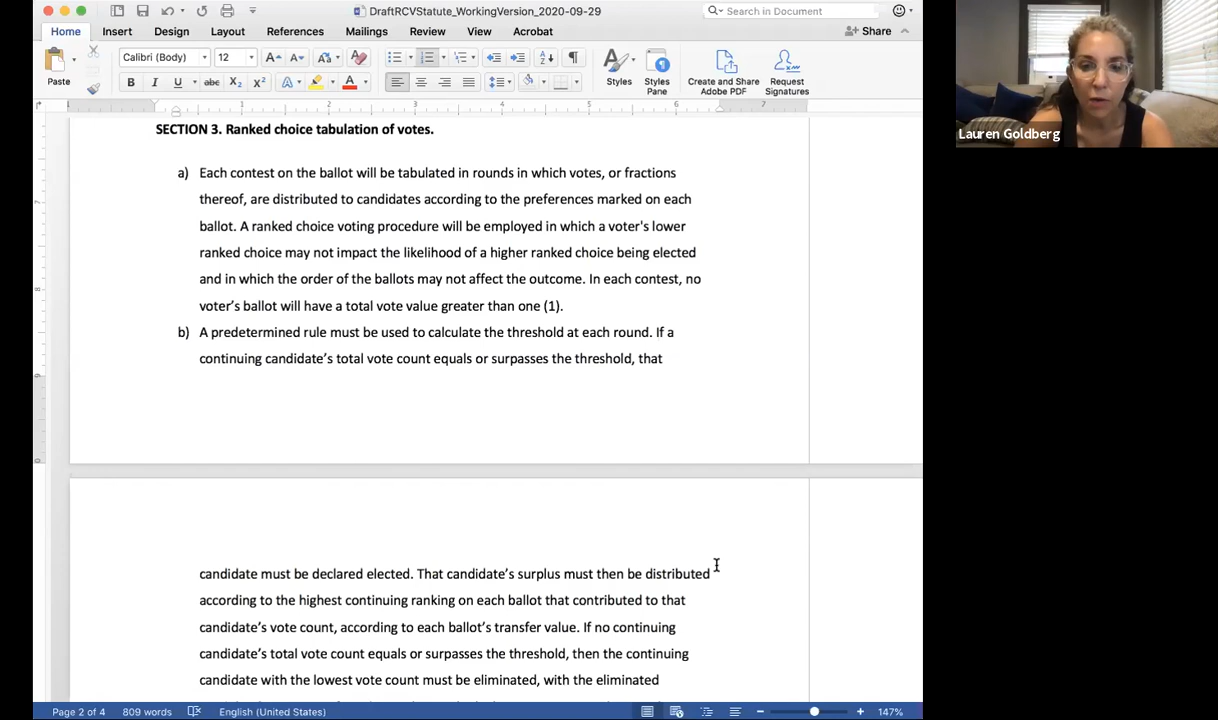 DraftRCVStatute_WorkingVersion_2020-09-29
Search in Document
Home Insert Design Layout References Mailings Review View Acrobat
Share
Paste
Calibri (Body) 12
Styles
Styles Pane
Create and Share Adobe PDF
Request Signatures
B I U abc X2 X2 A A
1 1 2 3 4 5 6 7
SECTION 3. Ranked choice tabulation of votes.
a) Each contest on the ballot will be tabulated in rounds in which votes, or fractions
thereof, are distributed to candidates according to the preferences marked on each
ballot. A ranked choice voting procedure will be employed in which a voter's lower
ranked choice may not impact the likelihood of a higher ranked choice being elected
and in which the order of the ballots may not affect the outcome. In each contest, no
voter's ballot will have a total vote value greater than one (1).
b) A predetermined rule must be used to calculate the threshold at each round. If a
continuing candidate's total vote count equals or surpasses the threshold, that
candidate must be declared elected. That candidate's surplus must then be distributed
according to the highest continuing ranking on each ballot that contributed to that
candidate's vote count, according to each ballot's transfer value. If no continuing
candidate's total vote count equals or surpasses the threshold, then the continuing
candidate with the lowest vote count must be eliminated, with the eliminated
Page 2 of 4 809 words English (United States) 147%
Lauren Goldberg